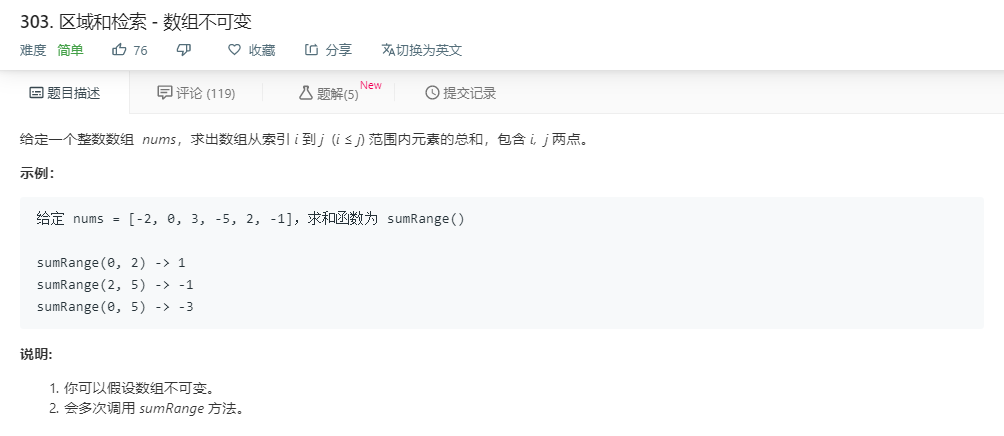 303. 区域和检索 - 数组不可变
难度 简单 76 收藏 分享 切换为英文
题目描述 评论 (119) 题解(5) New 提交记录
给定一个整数数组 nums，求出数组从索引 i 到 j (i ≤ j) 范围内元素的总和，包含 i, j 两点。
示例：
给定 nums = [-2, 0, 3, -5, 2, -1]，求和函数为 sumRange()
sumRange(0, 2) -> 1
sumRange(2, 5) -> -1
sumRange(0, 5) -> -3
说明:
1. 你可以假设数组不可变。
2. 会多次调用 sumRange 方法。